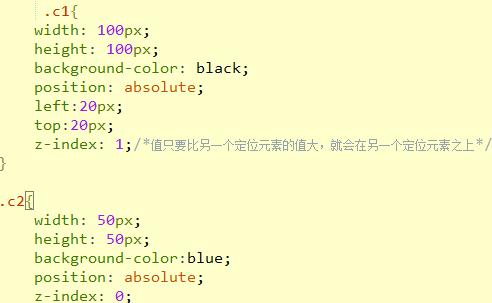 .c1{
width: 100px;
height: 100px;
background-color: black;
position: absolute;
left:20px;
top:20px;
z-index: 1;/*值只要比另一个定位元素的值大，就会在另一个定位元素之上*/
}
.c2{
width: 50px;
height: 50px;
background-color:blue;
position: absolute;
z-index: 0;